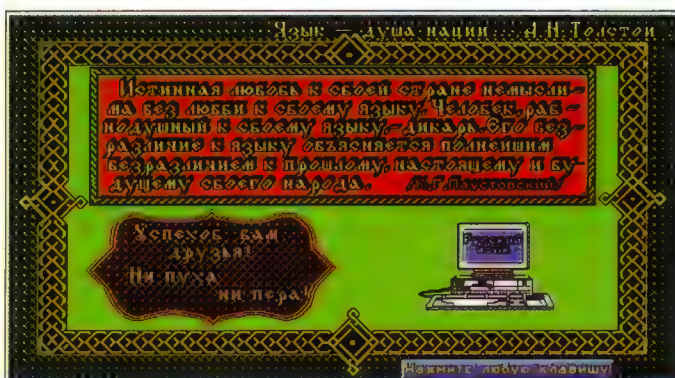 Язык — душа нации... А.Н.Толстой
Истинная любовь к своей стране немысли-
ма без любви к своему языку. Человек, рав-
нодушный к своему языку,-дикарь. Его без-
различие к языку объясняется полнейшим
безразличием к прошлому, настоящему и бу-
дущему своего народа. /К.Г.Паустовский/
Успехов вам
друзья!
Ни пуха
ни пера!
Нажмите любую клавишу